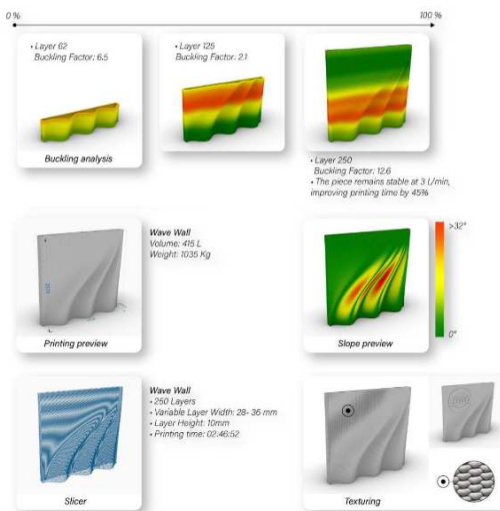 0 %
100 %
• Layer 62
Buckling Factor: 6.5
• Layer 125
Buckling Factor: 2.1
Buckling analysis
• Layer 250
Buckling Factor: 12.6
• The piece remains stable at 3 L/min,
improving printing time by 45%
Wave Wall
Volume: 415 L
Weight: 1035 Kg
Printing preview
>32°
0°
Slope preview
Wave Wall
• 250 Layers
• Variable Layer Width: 28- 36 mm
• Layer Height: 10mm
• Printing time: 02:46:52
Slicer
Texturing